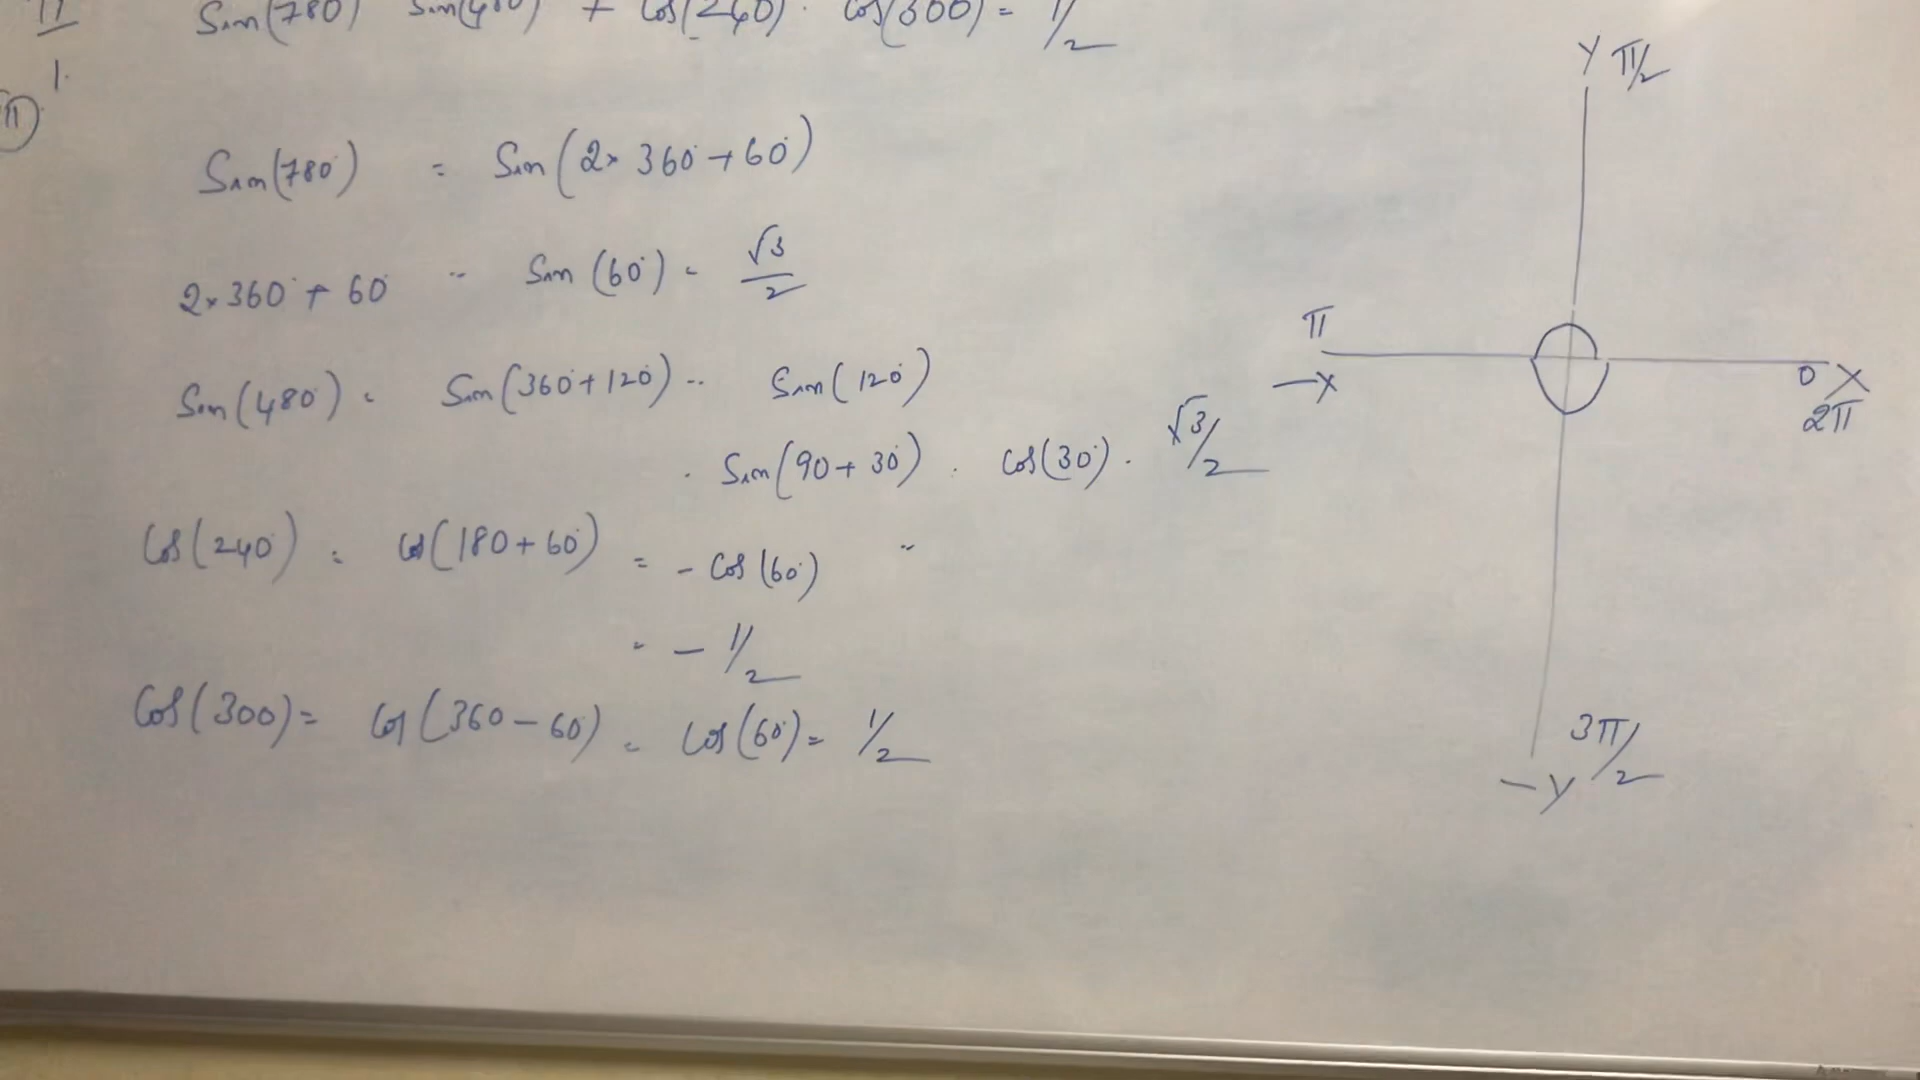 II Sin(780) Sin(480) + Cos(240). Cos(300) = 1/2
1.
II)
Sin(780°) = Sin(2×360°+60°)
2×360°+60° = Sin(60°) = √3/2
Sin(480°) = Sin(360°+120°) = Sin(120°)
= Sin(90+30°) = Cos(30°) = √3/2
Cos(240°) = Cos(180+60°) = -Cos(60°) =
= -1/2
Cos(300) = Cos(360-60°) = Cos(60°) = 1/2
Y π/2
π
-X
0 X
2π
3π/2
-Y